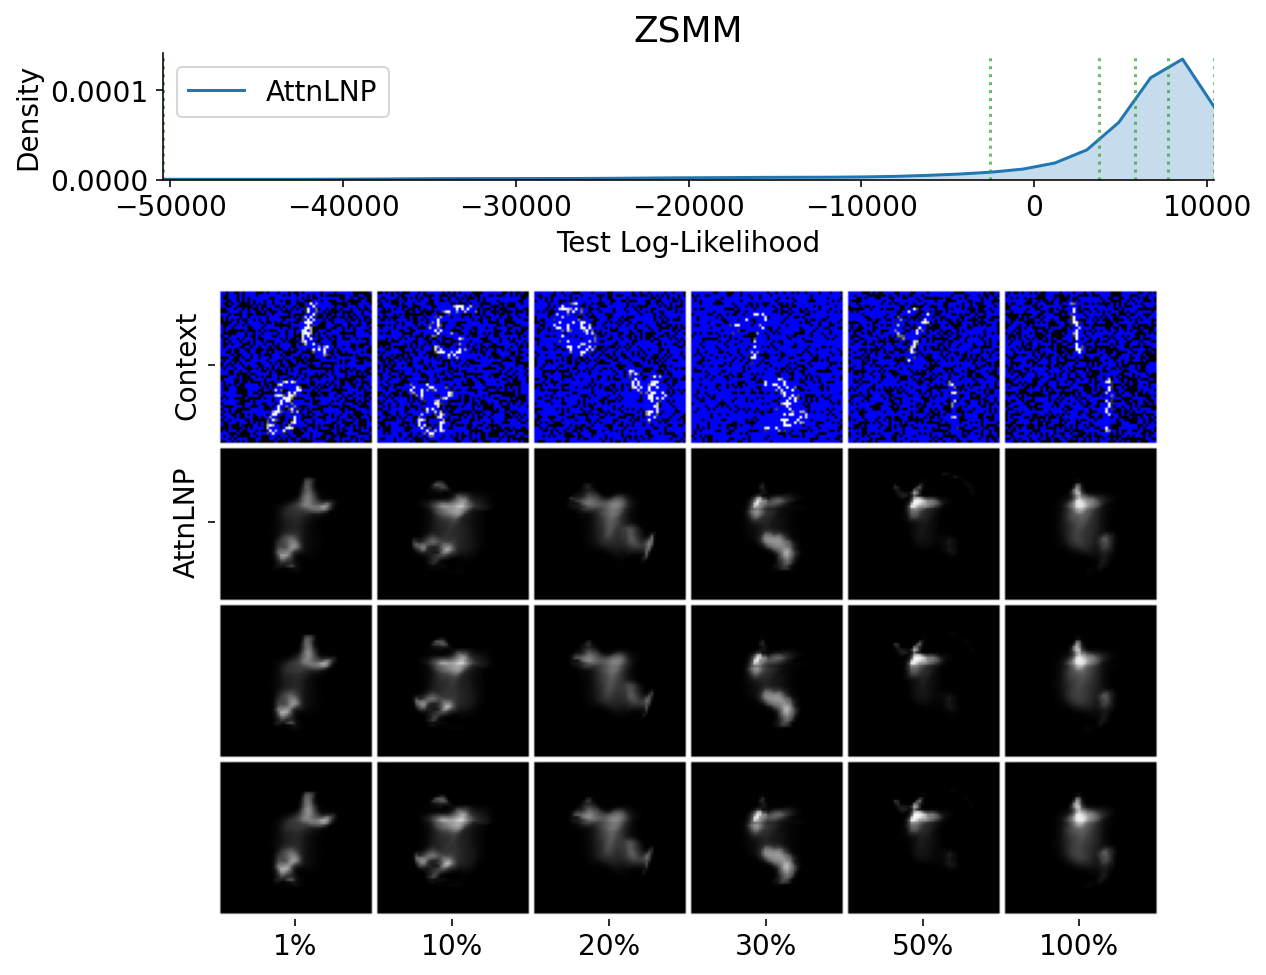 ZSMM
Density
0.0001
0.0000
AttnLNP
−50000 −40000 −30000 −20000 −10000 0 10000
Test Log-Likelihood
Context
AttnLNP
1% 10% 20% 30% 50% 100%